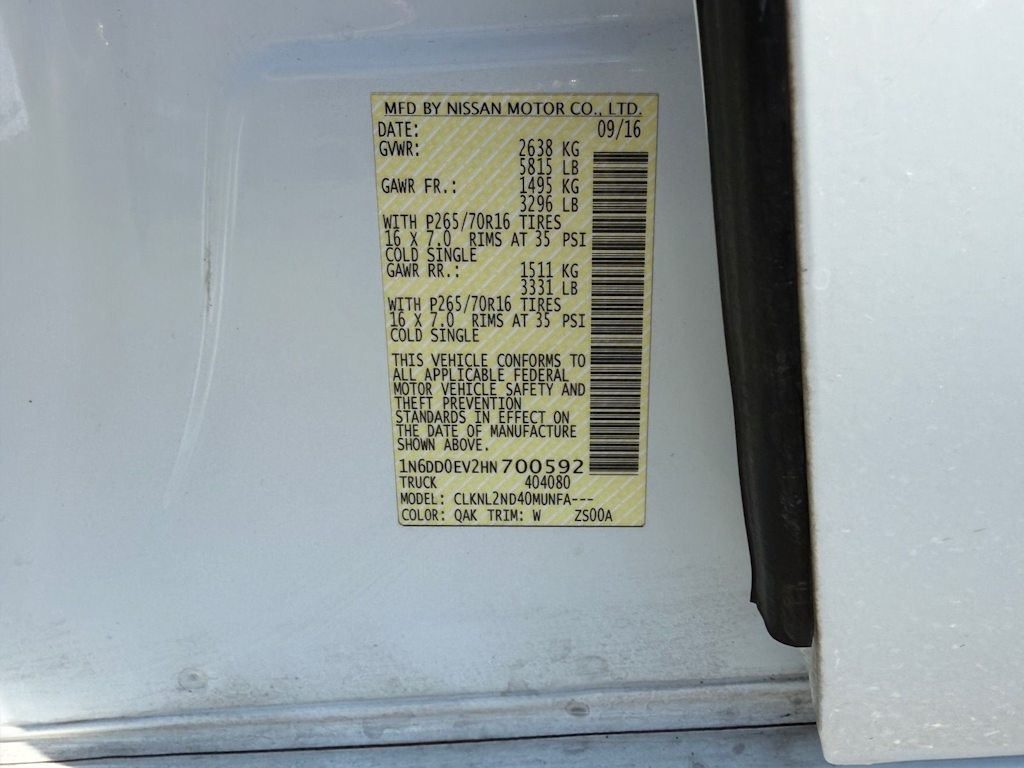 MFD BY NISSAN MOTOR CO., LTD.
DATE: 09/16
GVWR: 2638 KG
5815 LB
GAWR FR.: 1495 KG
3296 LB
WITH P265/70R16 TIRES
16 X 7.0 RIMS AT 35 PSI
COLD SINGLE
GAWR RR.: 1511 KG
3331 LB
WITH P265/70R16 TIRES
16 X 7.0 RIMS AT 35 PSI
COLD SINGLE
THIS VEHICLE CONFORMS TO
ALL APPLICABLE FEDERAL
MOTOR VEHICLE SAFETY AND
THEFT PREVENTION
STANDARDS IN EFFECT ON
THE DATE OF MANUFACTURE
SHOWN ABOVE.
1N6DD0EV2HN 700592
TRUCK 404080
MODEL: CLKNL2ND40MUNFA---
COLOR: QAK TRIM: W ZS00A